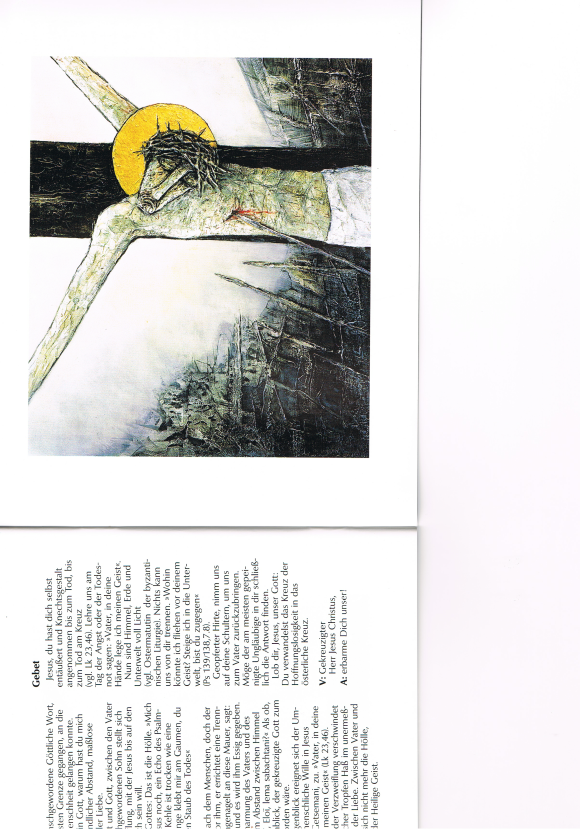 schgewordene Göttliche Wort,
sten Grenze gegangen, an die
enschheit gelangen konnte.
n Gott, warum hast du mich
ndlicher Abstand, maßlose
er Liebe.
t und Gott, zwischen den Vater
hgewordenen Sohn stellt sich
lung, mit der Jesus bis auf den
h sein will.
Gottes: Das ist die Hölle. »Mich
sus noch, ein Echo des Psalm-
Kehle ist trocken wie eine
nge klebt mir am Gaumen, du
n Staub des Todes«
ach dem Menschen, doch der
or ihm, er errichtet eine Trenn-
ngenagelt an diese Mauer, sagt
und es wird ihm Essig gegeben.
armung des Vaters und des
m Abstand zwischen Himmel
Eloi, lema sabachtani!« Als ob,
blick, der gekreuzigte Gott zum
orden wäre.
genblick ereignet sich der Um-
enschliche Wille in Jesus
Getsemani, zu. »Vater, in deine
meinen Geist« (Lk 23,46).
der Verzweiflung verschwindet
her Tropfen Haß im unermeß-
der Liebe. Zwischen Vater und
ich nicht mehr die Hölle,
er Heilige Geist.
Gebet
Jesus, du hast dich selbst
entäußert und Knechtsgestalt
angenommen bis zum Tod, bis
zum Tod am Kreuz
(vgl. Lk 23,46). Lehre uns am
Tag der Angst oder der Todes-
not sagen: »Vater, in deine
Hände lege ich meinen Geist«.
Nun sind Himmel, Erde und
Unterwelt voll Licht
(vgl. Ostermatutin der byzanti-
nischen Liturgie). Nichts kann
uns von dir trennen. »Wohin
könnte ich fliehen vor deinem
Geist? Steige ich in die Unter-
welt, bist du zugegen«
(Ps 139/138,7.8).
Geopferter Hirte, nimm uns
auf deine Schultern, um uns
zum Vater zurückzubringen.
Möge der am meisten gepei-
nigte Ungläubige in dir schließ-
lich die Antwort finden.
Lob dir, Jesus, unser Gott:
Du verwandelst das Kreuz der
Hoffnungslosigkeit in das
österliche Kreuz.
V: Gekreuzigter
Herr Jesus Christus,
A: erbarme Dich unser!